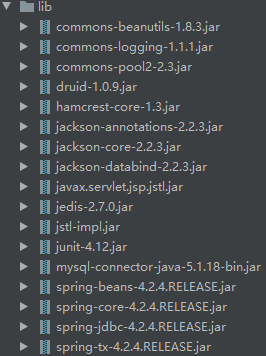 lib
commons-beanutils-1.8.3.jar
commons-logging-1.1.1.jar
commons-pool2-2.3.jar
druid-1.0.9.jar
hamcrest-core-1.3.jar
jackson-annotations-2.2.3.jar
jackson-core-2.2.3.jar
jackson-databind-2.2.3.jar
javax.servlet.jsp.jstl.jar
jedis-2.7.0.jar
jstl-impl.jar
junit-4.12.jar
mysql-connector-java-5.1.18-bin.jar
spring-beans-4.2.4.RELEASE.jar
spring-core-4.2.4.RELEASE.jar
spring-jdbc-4.2.4.RELEASE.jar
spring-tx-4.2.4.RELEASE.jar